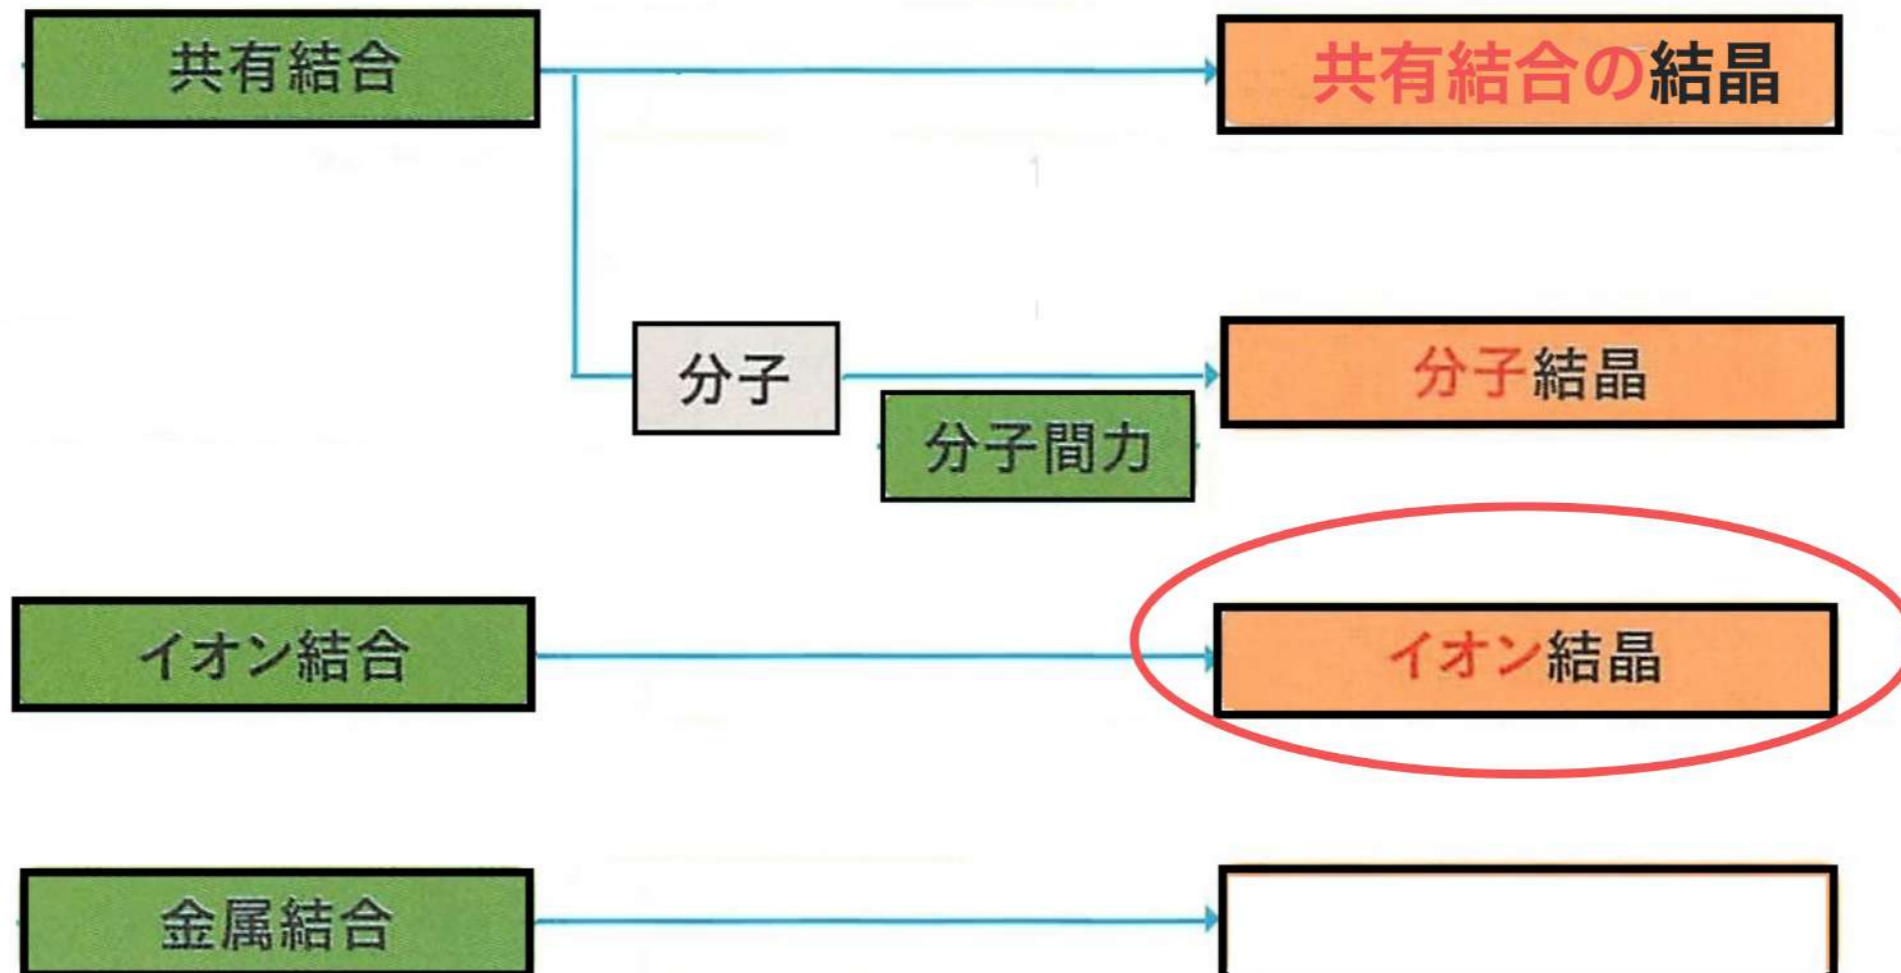 共有結合
共有結合の結晶
分子
分子結晶
分子間力
イオン結合
イオン結晶
金属結合